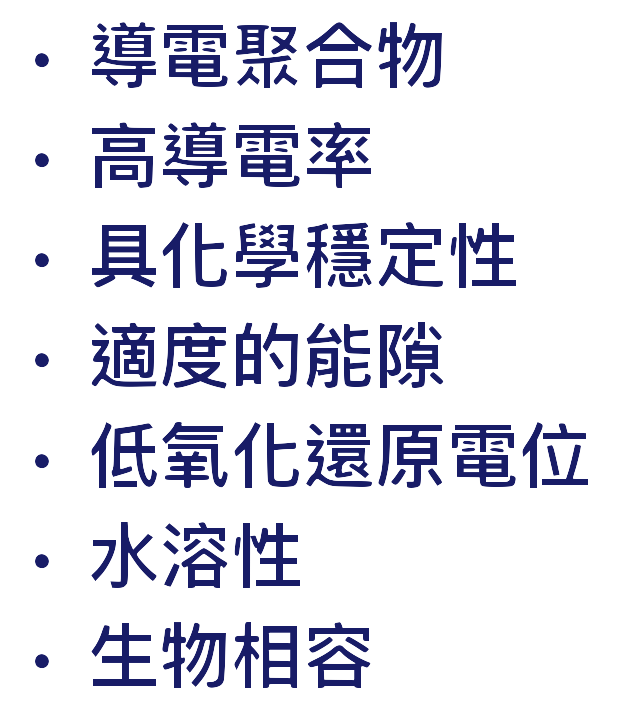 • 導電聚合物
• 高導電率
• 具化學穩定性
• 適度的能隙
• 低氧化還原電位
• 水溶性
• 生物相容